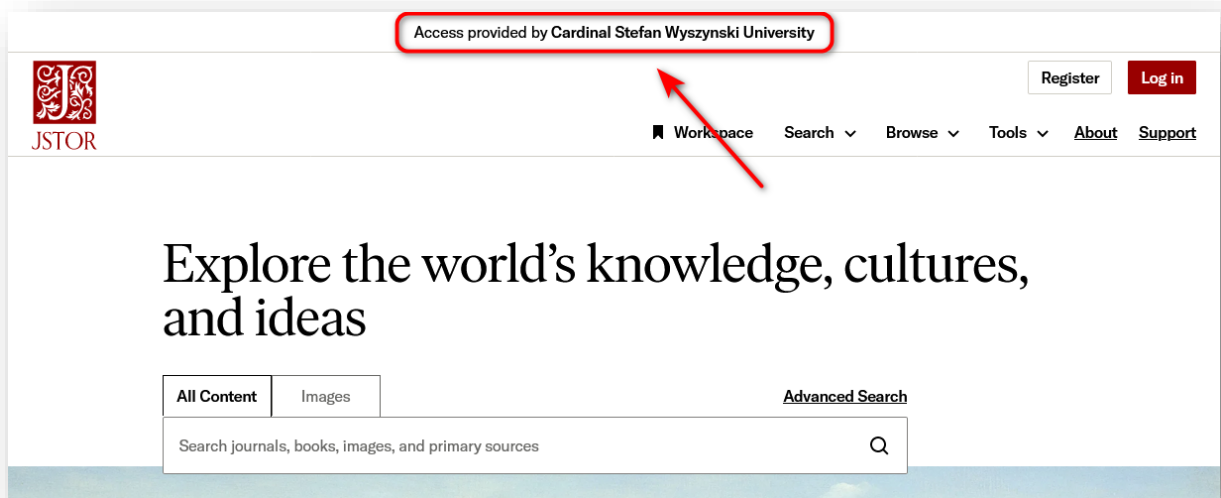 Access provided by Cardinal Stefan Wyszynski University
Register
Log in
JSTOR
Workspace
Search
Browse
Tools
About
Support
Explore the world’s knowledge, cultures,
and ideas
All Content
Images
Advanced Search
Search journals, books, images, and primary sources